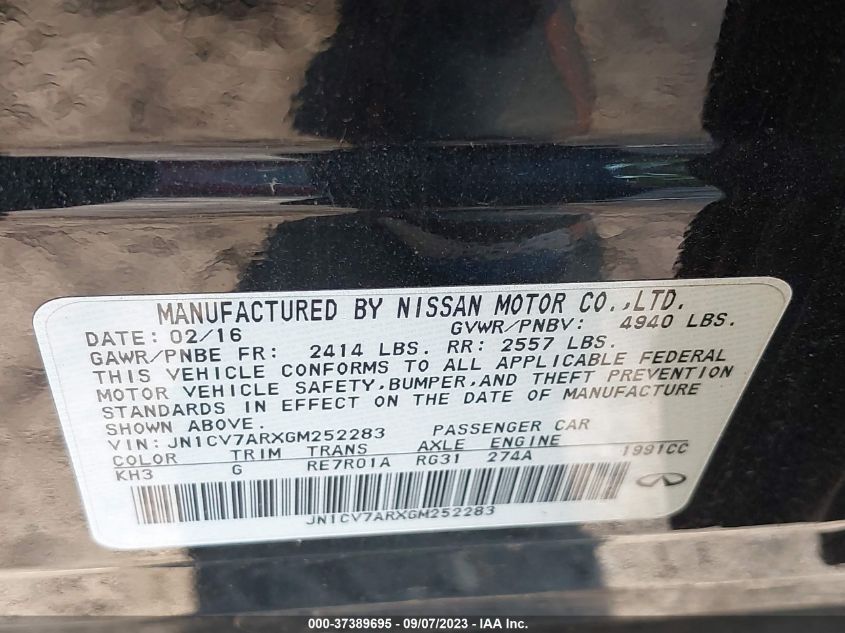 MANUFACTURED BY NISSAN MOTOR CO.,LTD.
DATE: 02/16 GVWR/PNBV: 4940 LBS.
GAWR/PNBE FR: 2414 LBS. RR: 2557 LBS.
THIS VEHICLE CONFORMS TO ALL APPLICABLE FEDERAL
MOTOR VEHICLE SAFETY,BUMPER,AND THEFT PREVENTION
STANDARDS IN EFFECT ON THE DATE OF MANUFACTURE
SHOWN ABOVE.
VIN: JN1CV7ARXGM252283 PASSENGER CAR
COLOR TRIM TRANS AXLE ENGINE
KH3 G RE7R01A RG31 274A 1991CC
JN1CV7ARXGM252283
000-37389695 - 09/07/2023 - IAA Inc.